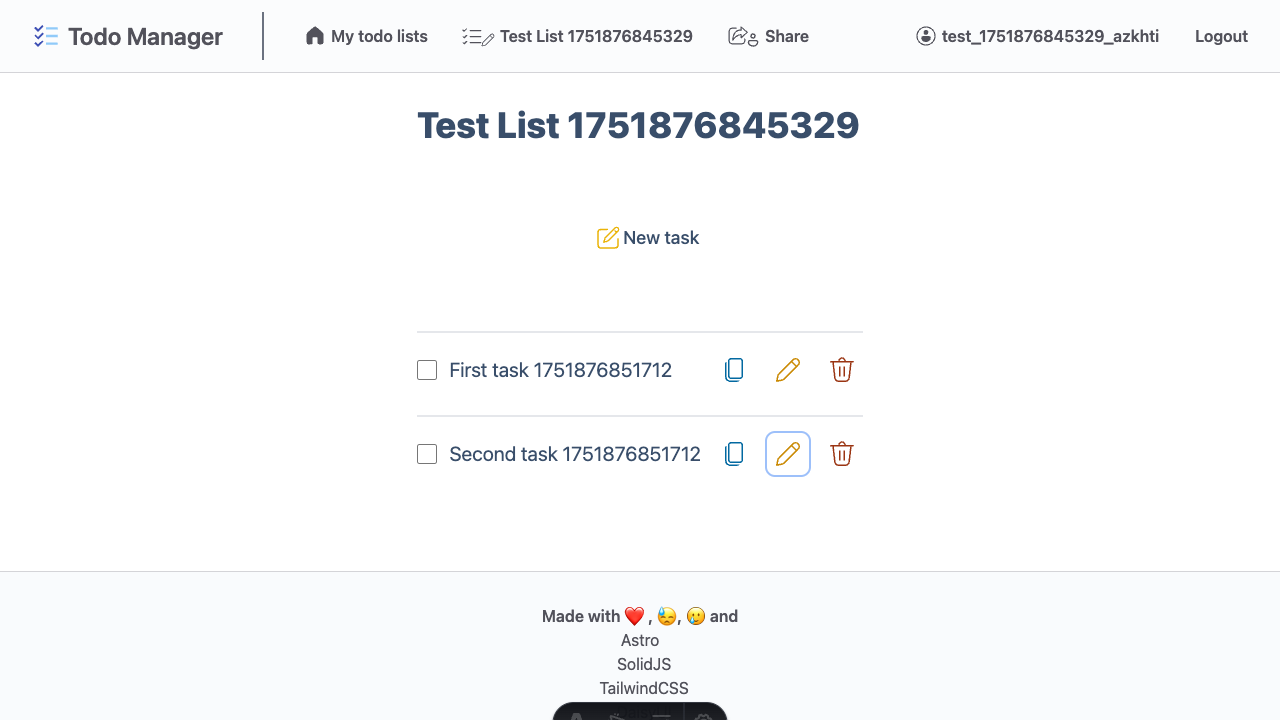 Todo Manager
My todo lists
Test List 1751876845329
Share
test_1751876845329_azkhti
Logout
Test List 1751876845329
New task
First task 1751876851712
Second task 1751876851712
Made with ❤️, 😓, 🥲 and
Astro
SolidJS
TailwindCSS